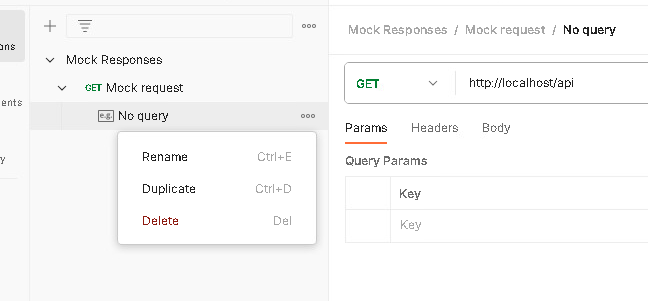 Mock Responses / Mock request / No query
ans
Mock Responses
GET Mock request
GET
http://localhost/api
ents
e.g. No query
Params Headers Body
Rename Ctrl+E
y
Query Params
Duplicate Ctrl+D
Key
Delete Del
Key